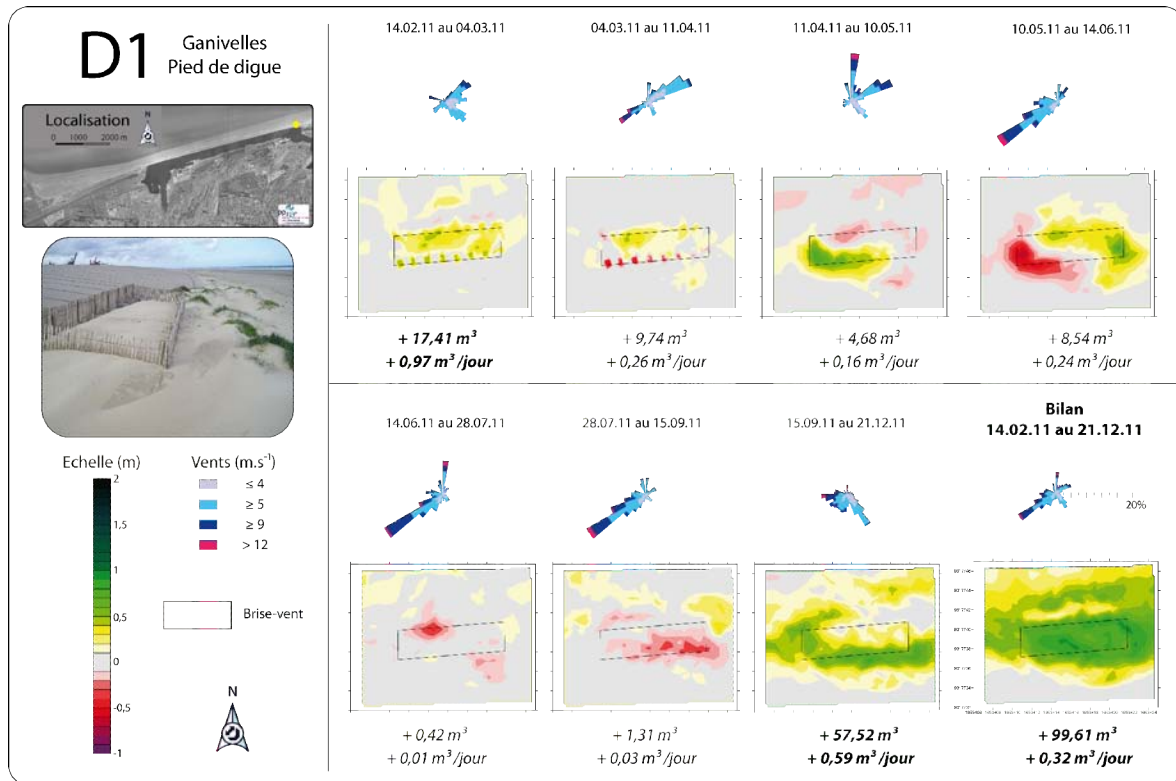 D1
Ganivelles
Pied de digue
Localisation
N
0 1000 2000 m
Echelle (m)
2
1,5
1
0,5
0
-0,5
-1
Vents (m.s⁻¹)
≤ 4
≥ 5
≥ 9
> 12
Brise-vent
N
14.02.11 au 04.03.11
+ 17,41 m³
+ 0,97 m³/jour
04.03.11 au 11.04.11
+ 9,74 m³
+ 0,26 m³/jour
11.04.11 au 10.05.11
+ 4,68 m³
+ 0,16 m³/jour
10.05.11 au 14.06.11
+ 8,54 m³
+ 0,24 m³/jour
14.06.11 au 28.07.11
+ 0,42 m³
+ 0,01 m³/jour
28.07.11 au 15.09.11
+ 1,31 m³
+ 0,03 m³/jour
15.09.11 au 21.12.11
+ 57,52 m³
+ 0,59 m³/jour
Bilan
14.02.11 au 21.12.11
20%
+ 99,61 m³
+ 0,32 m³/jour